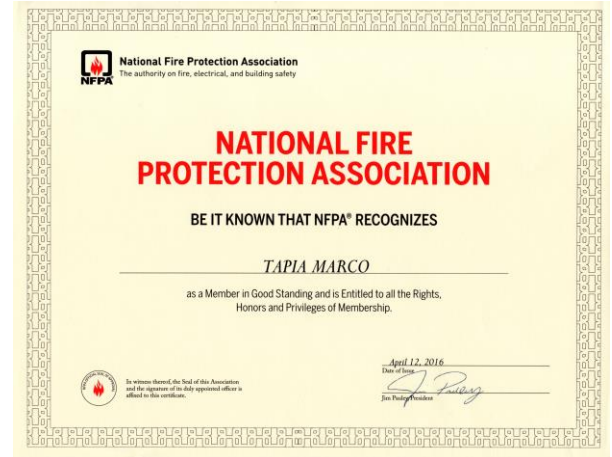 NFPA
National Fire Protection Association
The authority on fire, electrical, and building safety
NATIONAL FIRE
PROTECTION ASSOCIATION
BE IT KNOWN THAT NFPA® RECOGNIZES
TAPIA MARCO
as a Member in Good Standing and is Entitled to all the Rights,
Honors and Privileges of Membership.
April 12, 2016
Date of Issue
In witness thereof, the Seal of this Association
and the signature of its duly appointed officer is
affixed to this certificate.
Jim Pauley
Jim Pauley, President